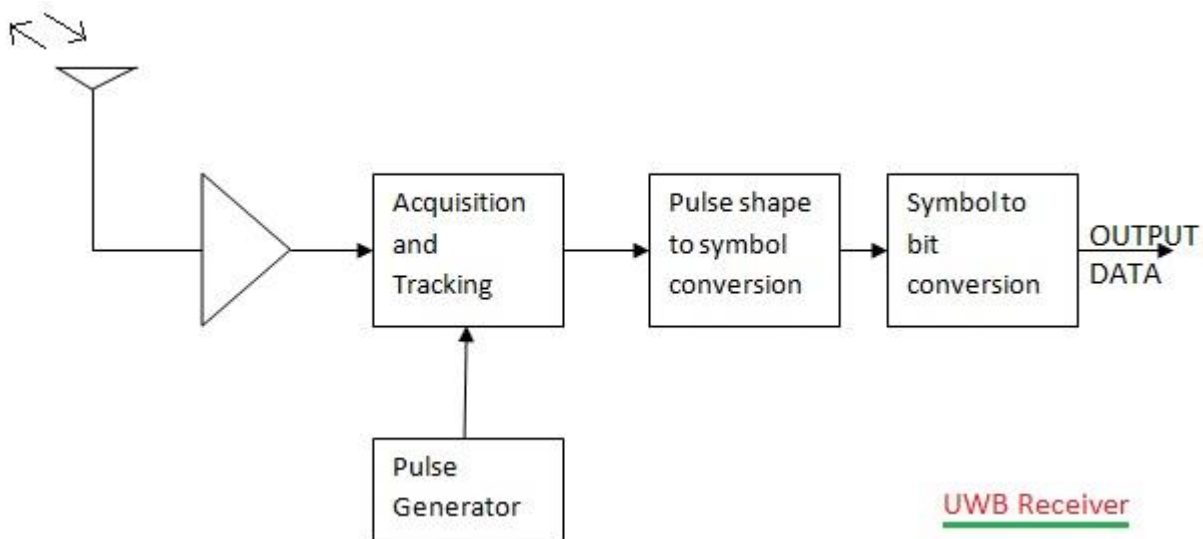 Acquisition
and
Tracking
Pulse shape
to symbol
conversion
Symbol to
bit
conversion
OUTPUT
DATA
Pulse
Generator
UWB Receiver